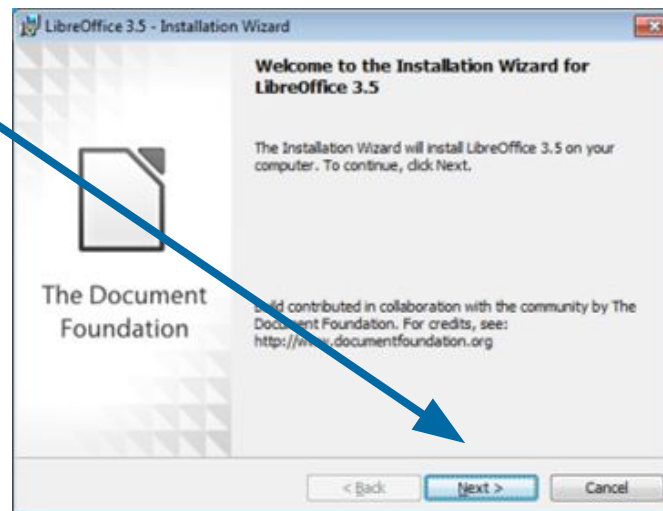 LibreOffice 3.5 - Installation Wizard
Welcome to the Installation Wizard for
LibreOffice 3.5
The Installation Wizard will install LibreOffice 3.5 on your
computer. To continue, click Next.
The Document
Foundation
contributed in collaboration with the community by The
Document Foundation. For credits, see:
http://www.documentfoundation.org
< Back
Next >
Cancel